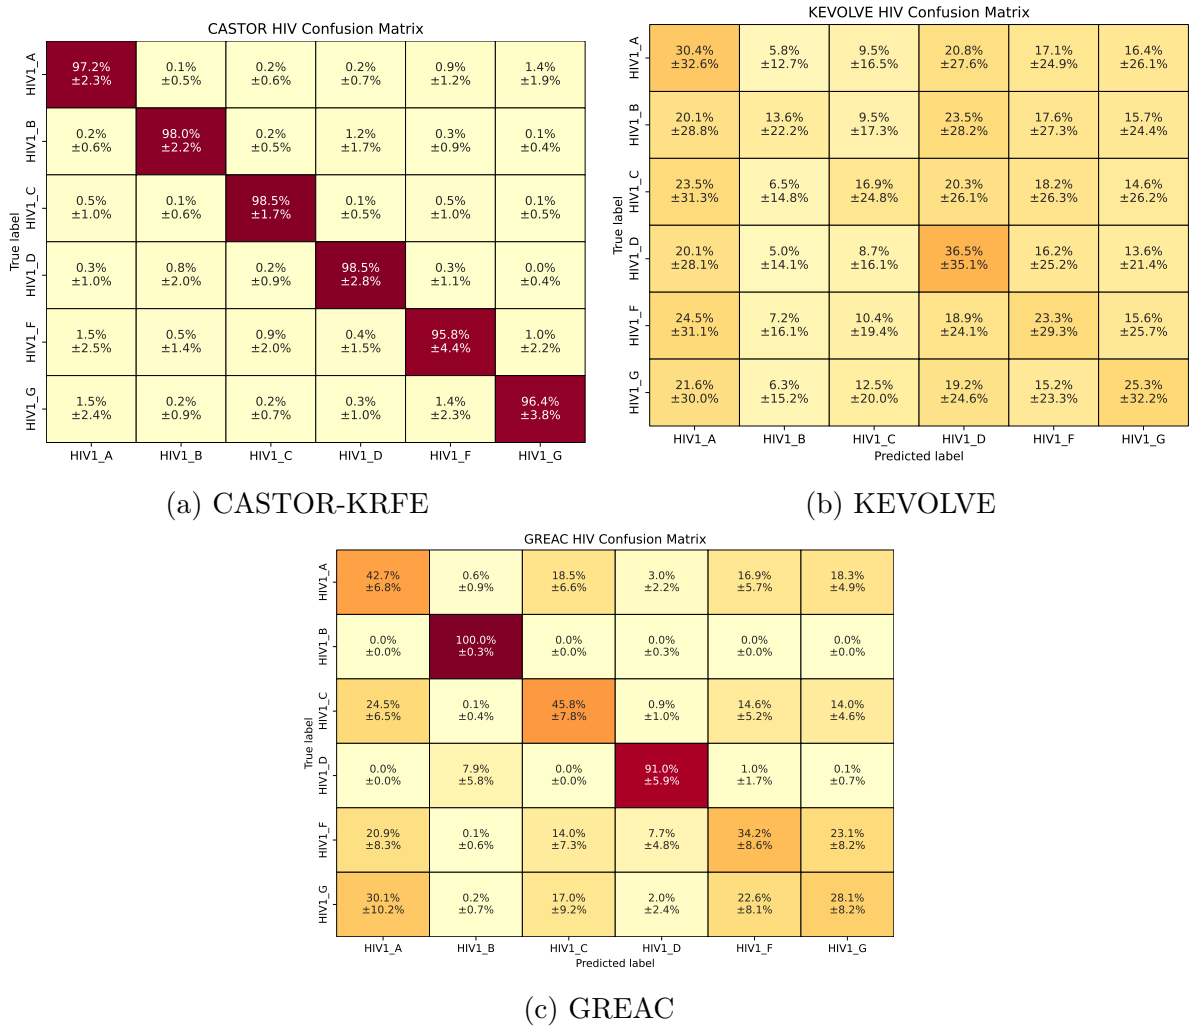 CASTOR HIV Confusion Matrix
True label
HIV1_A
97.2% 0.1% 0.2% 0.2% 0.9% 1.4%
±2.3% ±0.5% ±0.6% ±0.7% ±1.2% ±1.9%
HIV1_B
0.2% 98.0% 0.2% 1.2% 0.3% 0.1%
±0.6% ±2.2% ±0.5% ±1.7% ±0.9% ±0.4%
HIV1_C
0.5% 0.1% 98.5% 0.1% 0.5% 0.1%
±1.0% ±0.6% ±1.7% ±0.5% ±1.0% ±0.5%
HIV1_D
0.3% 0.8% 0.2% 98.5% 0.3% 0.0%
±1.0% ±2.0% ±0.9% ±2.8% ±1.1% ±0.4%
HIV1_F
1.5% 0.5% 0.9% 0.4% 95.8% 1.0%
±2.5% ±1.4% ±2.0% ±1.5% ±4.4% ±2.2%
HIV1_G
1.5% 0.2% 0.2% 0.3% 1.4% 96.4%
±2.4% ±0.9% ±0.7% ±1.0% ±2.3% ±3.8%
HIV1_A HIV1_B HIV1_C HIV1_D HIV1_F HIV1_G
(a) CASTOR-KRFE
KEVOLVE HIV Confusion Matrix
True label
HIV1_A
30.4% 5.8% 9.5% 20.8% 17.1% 16.4%
±32.6% ±12.7% ±16.5% ±27.6% ±24.9% ±26.1%
HIV1_B
20.1% 13.6% 9.5% 23.5% 17.6% 15.7%
±28.8% ±22.2% ±17.3% ±28.2% ±27.3% ±24.4%
HIV1_C
23.5% 6.5% 16.9% 20.3% 18.2% 14.6%
±31.3% ±14.8% ±24.8% ±26.1% ±26.3% ±26.2%
HIV1_D
20.1% 5.0% 8.7% 36.5% 16.2% 13.6%
±28.1% ±14.1% ±16.1% ±35.1% ±25.2% ±21.4%
HIV1_F
24.5% 7.2% 10.4% 18.9% 23.3% 15.6%
±31.1% ±16.1% ±19.4% ±24.1% ±29.3% ±25.7%
HIV1_G
21.6% 6.3% 12.5% 19.2% 15.2% 25.3%
±30.0% ±15.2% ±20.0% ±24.6% ±23.3% ±32.2%
HIV1_A HIV1_B HIV1_C HIV1_D HIV1_F HIV1_G
Predicted label
(b) KEVOLVE
GREAC HIV Confusion Matrix
True label
HIV1_A
42.7% 0.6% 18.5% 3.0% 16.9% 18.3%
±6.8% ±0.9% ±6.6% ±2.2% ±5.7% ±4.9%
HIV1_B
0.0% 100.0% 0.0% 0.0% 0.0% 0.0%
±0.0% ±0.3% ±0.0% ±0.3% ±0.0% ±0.0%
HIV1_C
24.5% 0.1% 45.8% 0.9% 14.6% 14.0%
±6.5% ±0.4% ±7.8% ±1.0% ±5.2% ±4.6%
HIV1_D
0.0% 7.9% 0.0% 91.0% 1.0% 0.1%
±0.0% ±5.8% ±0.0% ±5.9% ±1.7% ±0.7%
HIV1_F
20.9% 0.1% 14.0% 7.7% 34.2% 23.1%
±8.3% ±0.6% ±7.3% ±4.8% ±8.6% ±8.2%
HIV1_G
30.1% 0.2% 17.0% 2.0% 22.6% 28.1%
±10.2% ±0.7% ±9.2% ±2.4% ±8.1% ±8.2%
HIV1_A HIV1_B HIV1_C HIV1_D HIV1_F HIV1_G
Predicted label
(c) GREAC